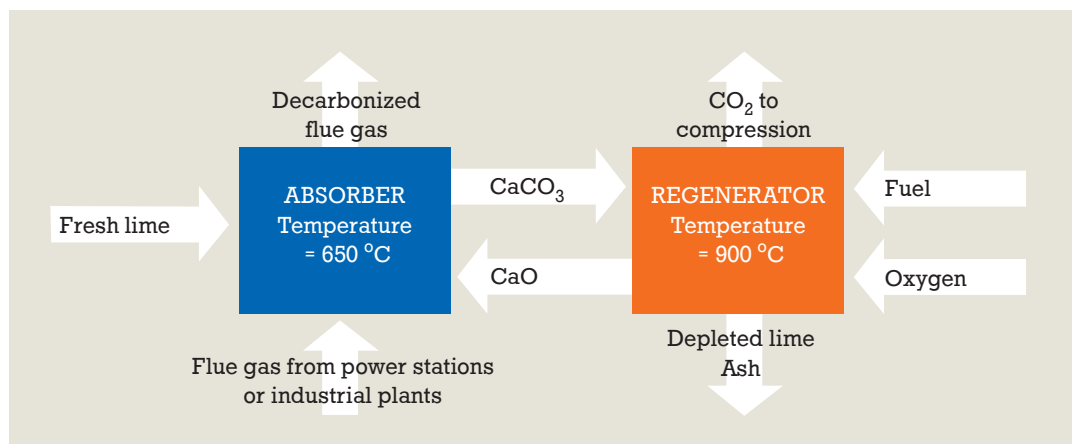 Decarbonized
flue gas
CO₂ to
compression
Fresh lime
ABSORBER
Temperature
= 650 °C
CaCO₃
CaO
REGENERATOR
Temperature
= 900 °C
Fuel
Oxygen
Flue gas from power stations
or industrial plants
Depleted lime
Ash